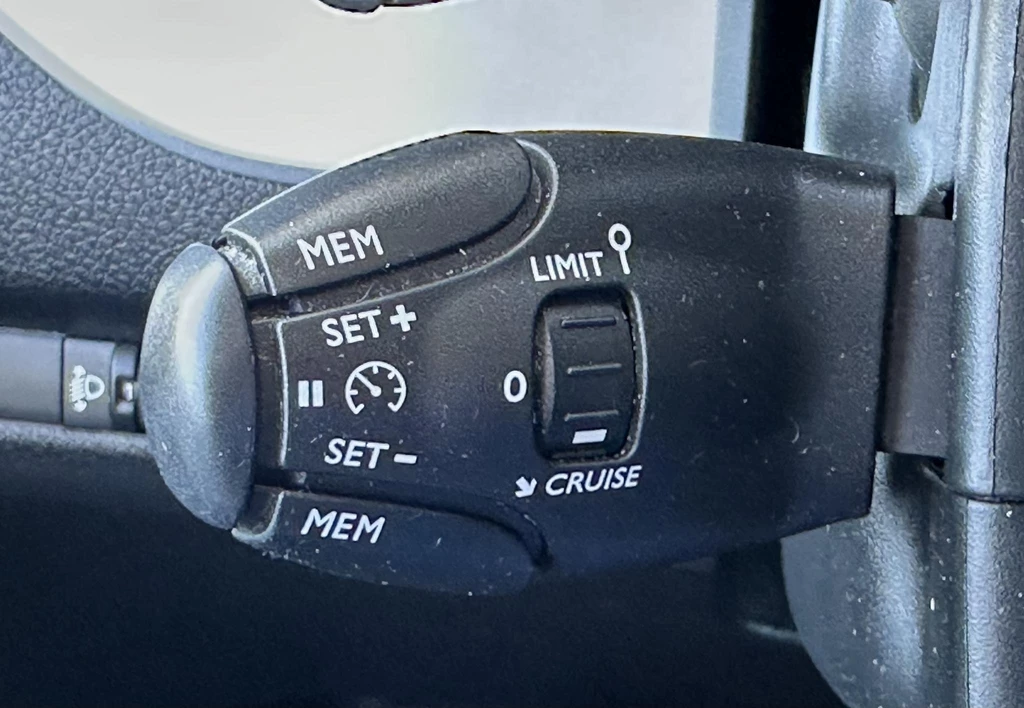 MEM
LIMIT
SET +
0
SET -
CRUISE
MEM